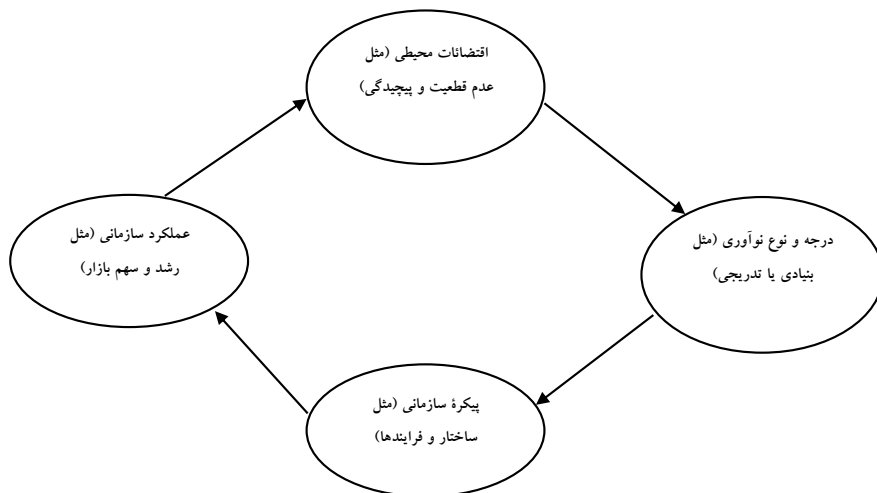 اقتضائات محیطی (مثل
عدم قطعیت و پیچیدگی)
عملکرد سازمانی (مثل
رشد و سهم بازار)
درجه و نوع نوآوری (مثل
بنیادی یا تدریجی)
پیکرۀ سازمانی (مثل
ساختار و فرایندها)